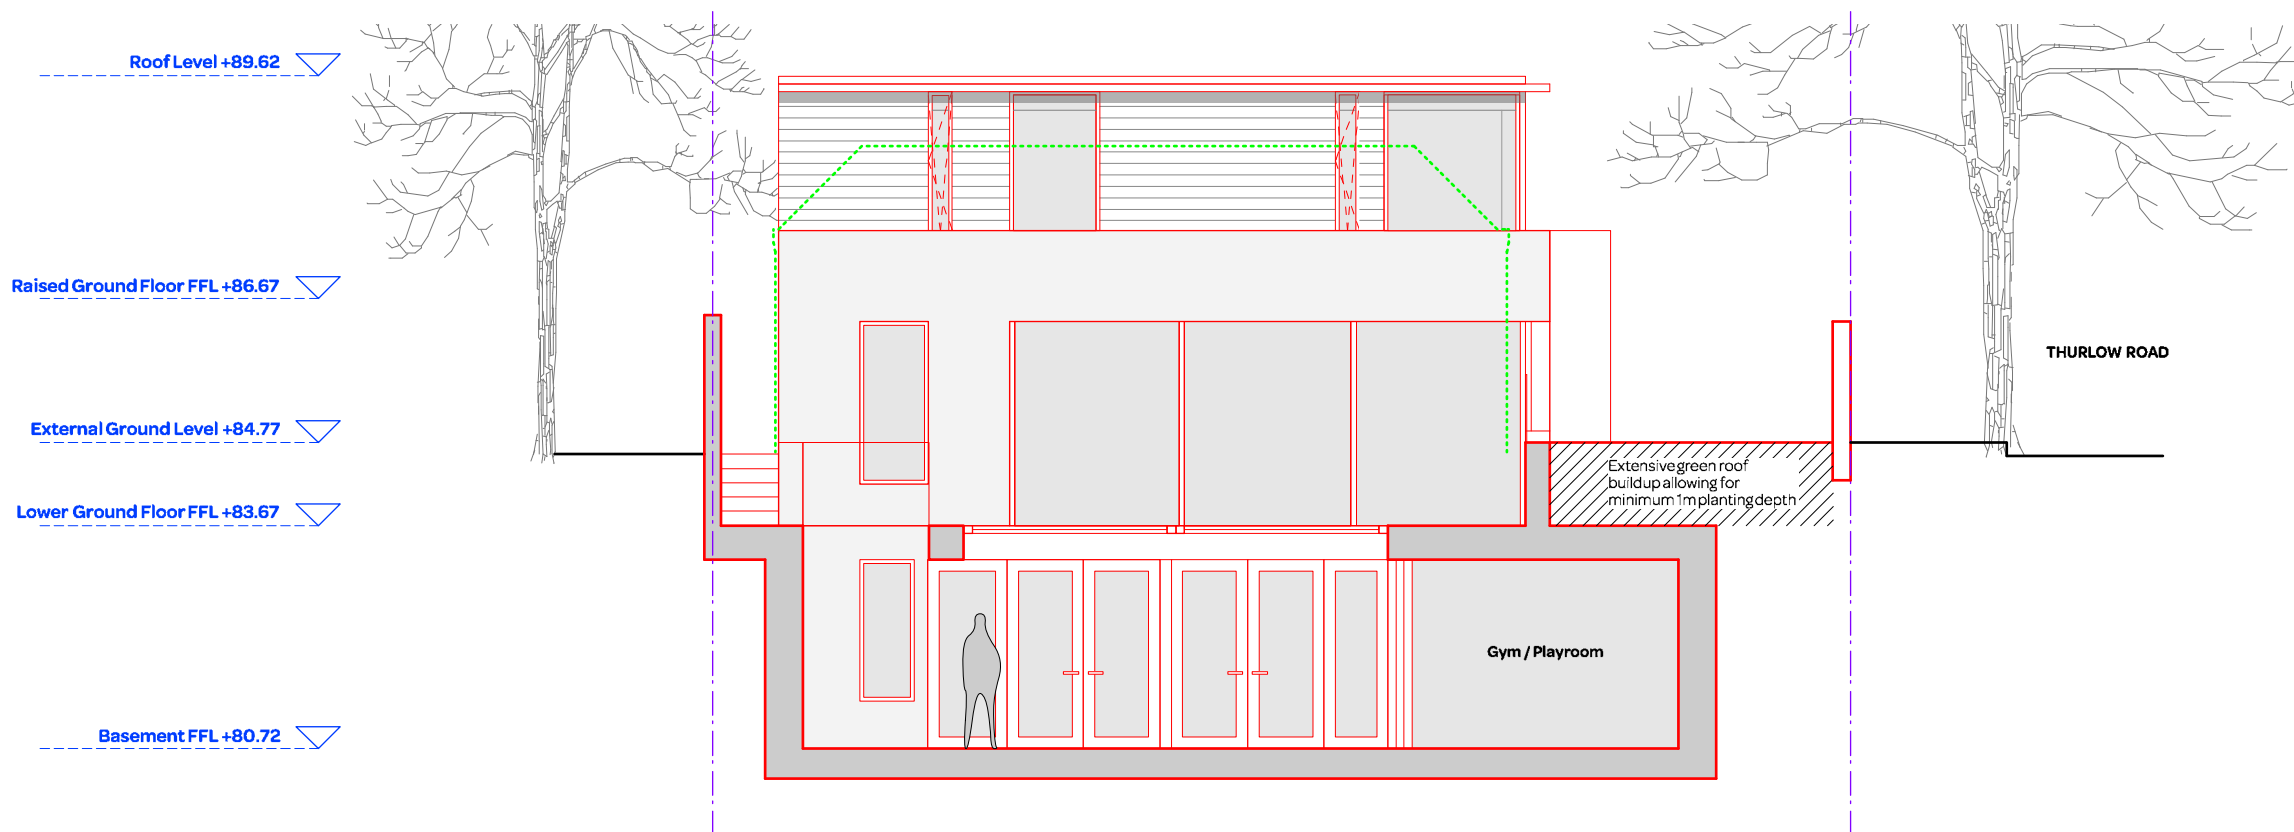 Roof Level +89.62
Raised Ground Floor FFL +86.67
THURLOW ROAD
External Ground Level +84.77
Extensive green roof
buildup allowing for
minimum 1m planting depth
Lower Ground Floor FFL +83.67
Gym / Playroom
Basement FFL +80.72